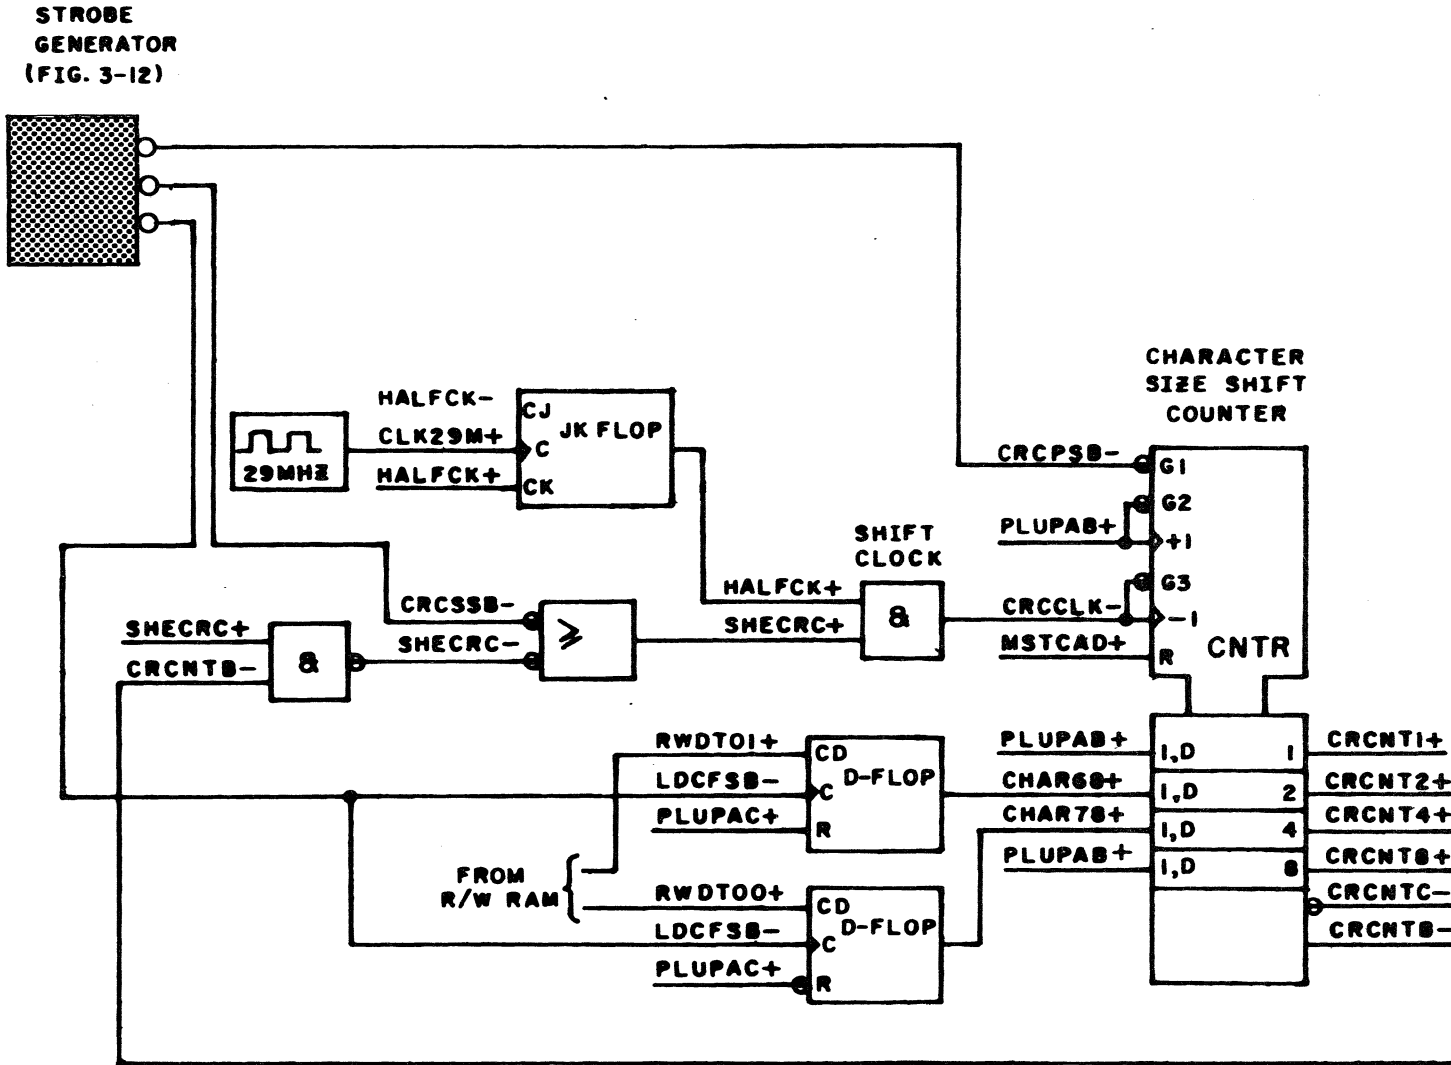 STROBE
GENERATOR
(FIG. 3-12)
CHARACTER
SIZE SHIFT
COUNTER
HALFCK-
CLK29M+
HALFCK+
29MHZ
CJ
C
CK
JK FLOP
CRCPSB-
G1
G2
PLUPAB+
+1
SHIFT
CLOCK
G3
HALFCK+
SHECRC+
&
CRCCLK-
-1
MSTCAD+
R
CNTR
CRCSSB-
SHECRC-
≥
SHECRC+
CRCNTB-
&
RWDT01+
LDCFSB-
PLUPAC+
CD
C
R
D-FLOP
PLUPAB+
CHAR68+
CHAR78+
PLUPAB+
1,D 1
1,D 2
1,D 4
1,D 8
CRCNT1+
CRCNT2+
CRCNT4+
CRCNT8+
CRCNTC-
CRCNTB-
FROM
R/W RAM
RWDT00+
LDCFSB-
PLUPAC+
CD
C
R
D-FLOP